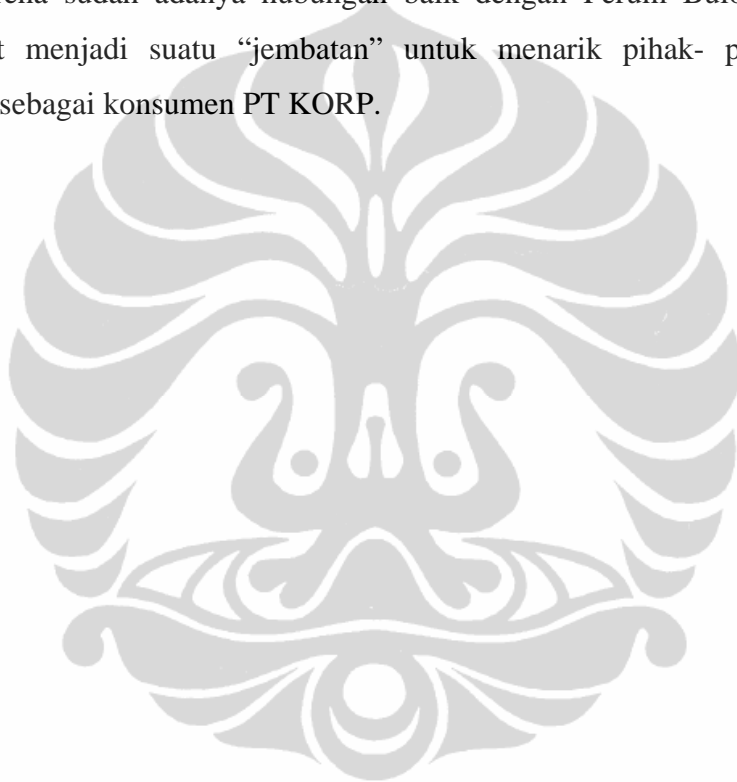 sudah adanya hubungan baik dengan Perum
menjadi suatu “jembatan” untuk menarik pihak-
sebagai konsumen PT KORP.